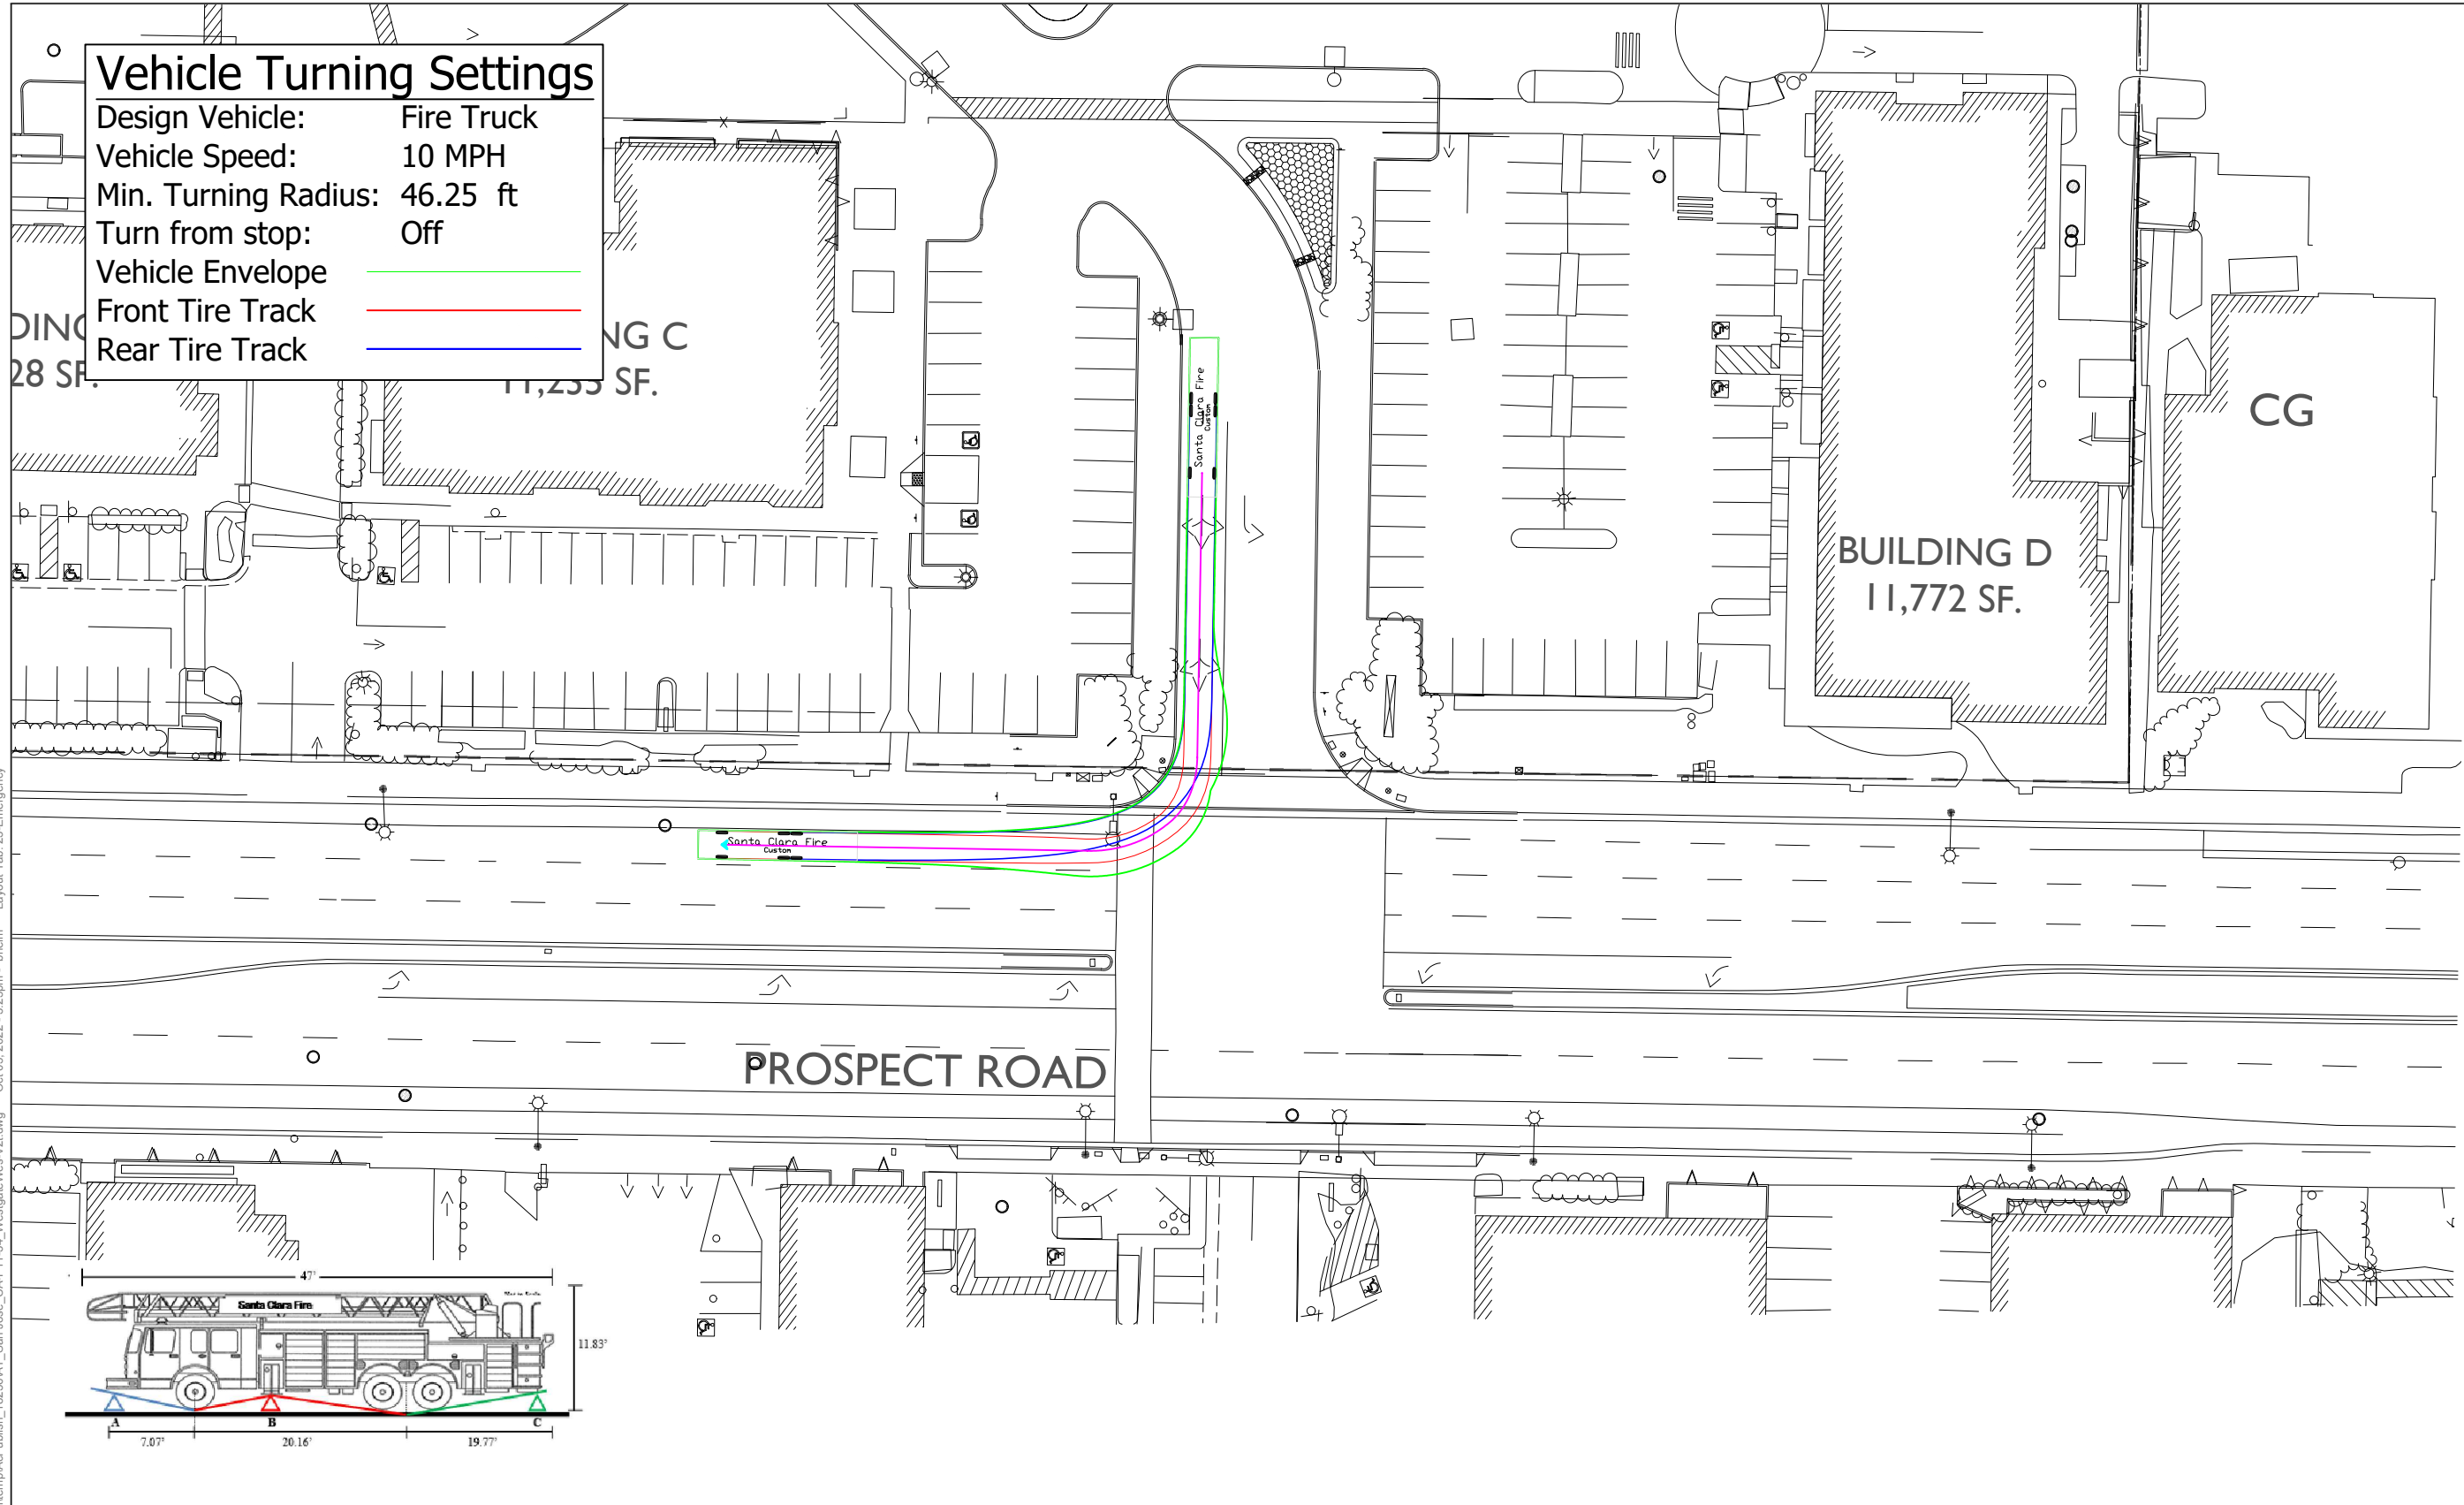 Vehicle Turning Settings
Design Vehicle: Fire Truck
Vehicle Speed: 10 MPH
Min. Turning Radius: 46.25 ft
Turn from stop: Off
Vehicle Envelope
Front Tire Track
Rear Tire Track
28 SF.
NG C
SF.
Santa Clara Fire
Custom
CG
BUILDING D
11,772 SF.
Santa Clara Fire
Custom
PROSPECT ROAD
47'
Santa Clara Fire
11.83'
A
B
C
7.07'
20.16'
19.77'